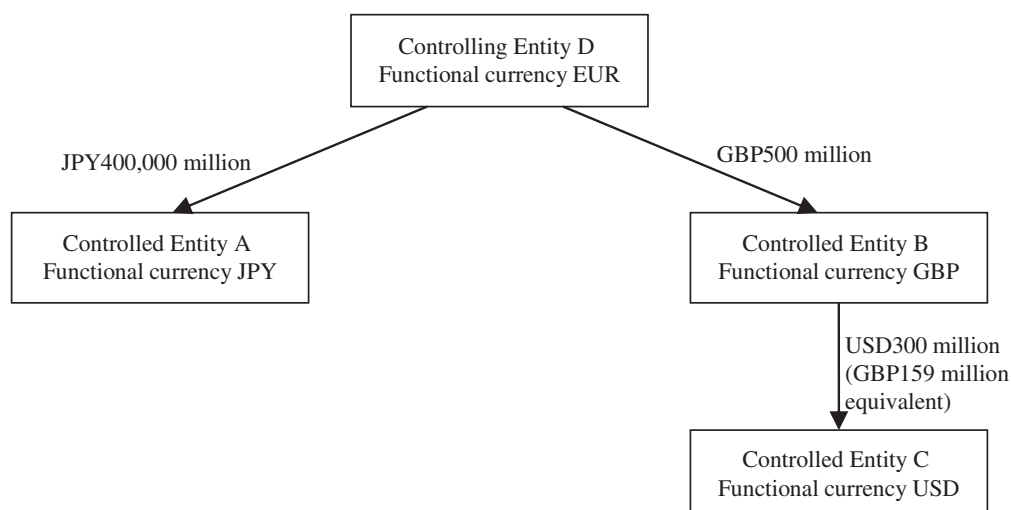 Controlling Entity D
Functional currency EUR
JPY400,000 million
GBP500 million
Controlled Entity A
Functional currency JPY
Controlled Entity B
Functional currency GBP
USD300 million
(GBP159 million
equivalent)
Controlled Entity C
Functional currency USD